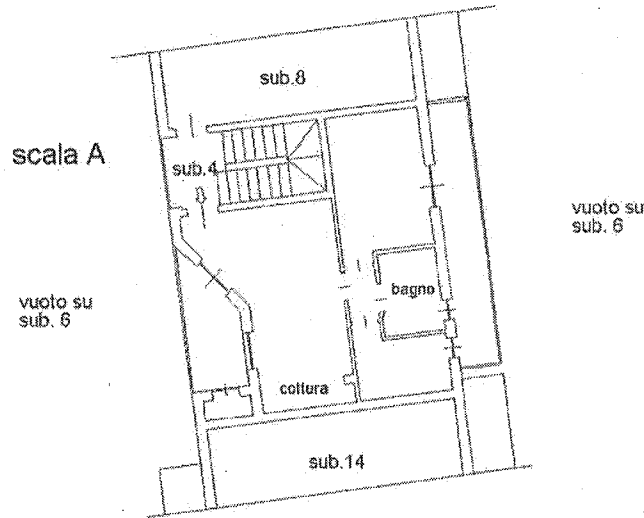 sub.8
scala A
sub.4
vuoto su
sub. 6
bagno
vuoto su
sub. 6
cottura
sub.14